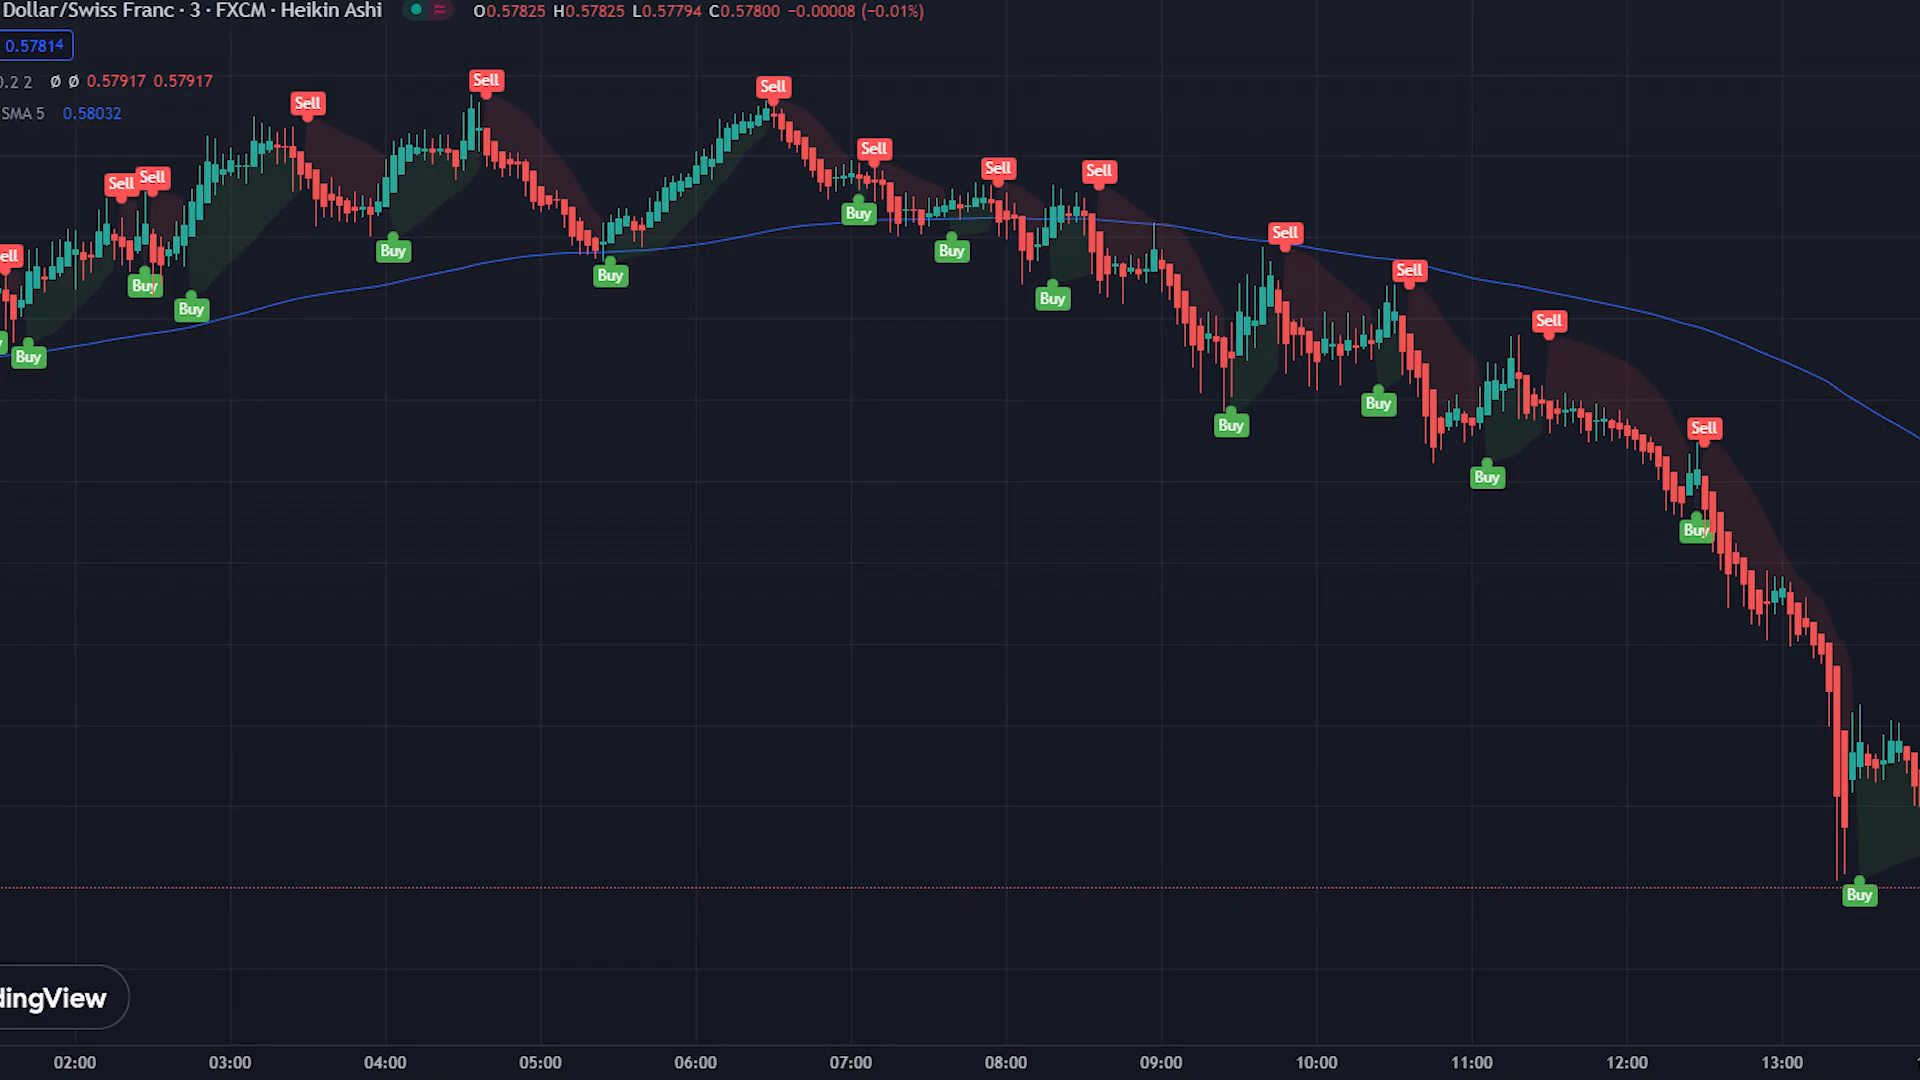 Dollar/Swiss Franc · 3 · FXCM · Heikin Ashi O0.57825 H0.57825 L0.57794 C0.57800 −0.00008 (−0.01%)
0.57814
0.2 2 Ø Ø 0.57917 0.57917
SMA 5 0.58032
Sell
Sell
Sell
Sell
Sell
Sell
Sell
Sell
Sell
Buy
Buy
ell
Sell
Buy
Buy
Sell
Buy
Buy
Buy
Buy
Sell
Buy
Buy
Buy
Sell
Buy
Buy
Buy
dingView
02:00 03:00 04:00 05:00 06:00 07:00 08:00 09:00 10:00 11:00 12:00 13:00